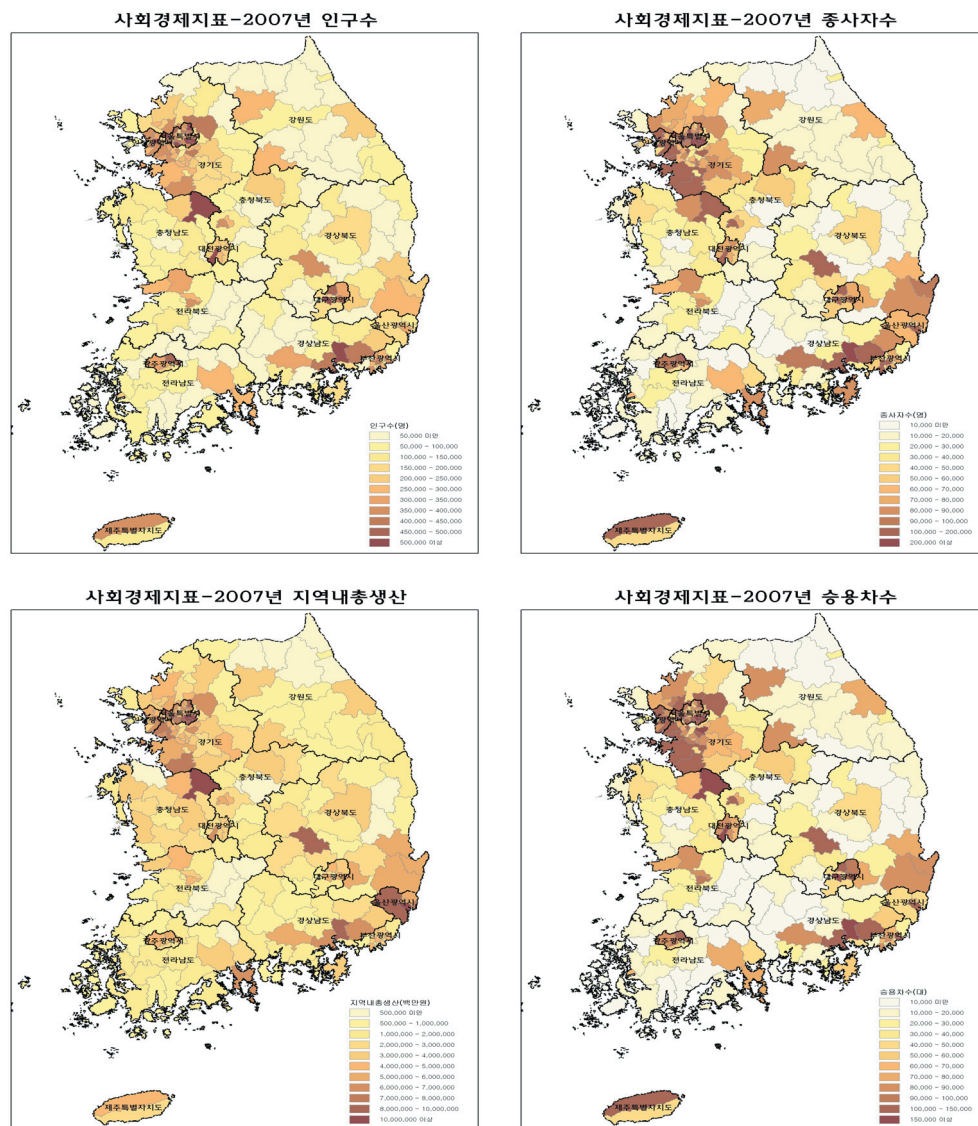 사회경제지표-2007년 인구수
강원도
경기도
충청북도
충청남도
대전광역시
경상북도
전라북도
대구광역시
울산광역시
경상남도
부산광역시
광주광역시
전라남도
제주특별자치도
인구수(명)
50,000 미만
50,000 - 100,000
100,000 - 150,000
150,000 - 200,000
200,000 - 250,000
250,000 - 300,000
300,000 - 350,000
350,000 - 400,000
400,000 - 450,000
450,000 - 500,000
500,000 이상
사회경제지표-2007년 종사자수
강원도
경기도
충청북도
충청남도
대전광역시
경상북도
전라북도
대구광역시
울산광역시
경상남도
부산광역시
광주광역시
전라남도
제주특별자치도
종사자수(명)
10,000 미만
10,000 - 20,000
20,000 - 30,000
30,000 - 40,000
40,000 - 50,000
50,000 - 60,000
60,000 - 70,000
70,000 - 80,000
80,000 - 90,000
90,000 - 100,000
100,000 - 200,000
200,000 이상
사회경제지표-2007년 지역내총생산
강원도
경기도
충청북도
충청남도
대전광역시
경상북도
전라북도
대구광역시
울산광역시
경상남도
부산광역시
광주광역시
전라남도
제주특별자치도
지역내총생산(백만원)
500,000 미만
500,000 - 1,000,000
1,000,000 - 2,000,000
2,000,000 - 3,000,000
3,000,000 - 4,000,000
4,000,000 - 5,000,000
5,000,000 - 6,000,000
6,000,000 - 7,000,000
7,000,000 - 8,000,000
8,000,000 - 10,000,000
10,000,000 이상
사회경제지표-2007년 승용차수
강원도
경기도
충청북도
충청남도
대전광역시
경상북도
전라북도
대구광역시
울산광역시
경상남도
부산광역시
광주광역시
전라남도
제주특별자치도
승용차수(대)
10,000 미만
10,000 - 20,000
20,000 - 30,000
30,000 - 40,000
40,000 - 50,000
50,000 - 60,000
60,000 - 70,000
70,000 - 80,000
80,000 - 90,000
90,000 - 100,000
100,000 - 150,000
150,000 이상